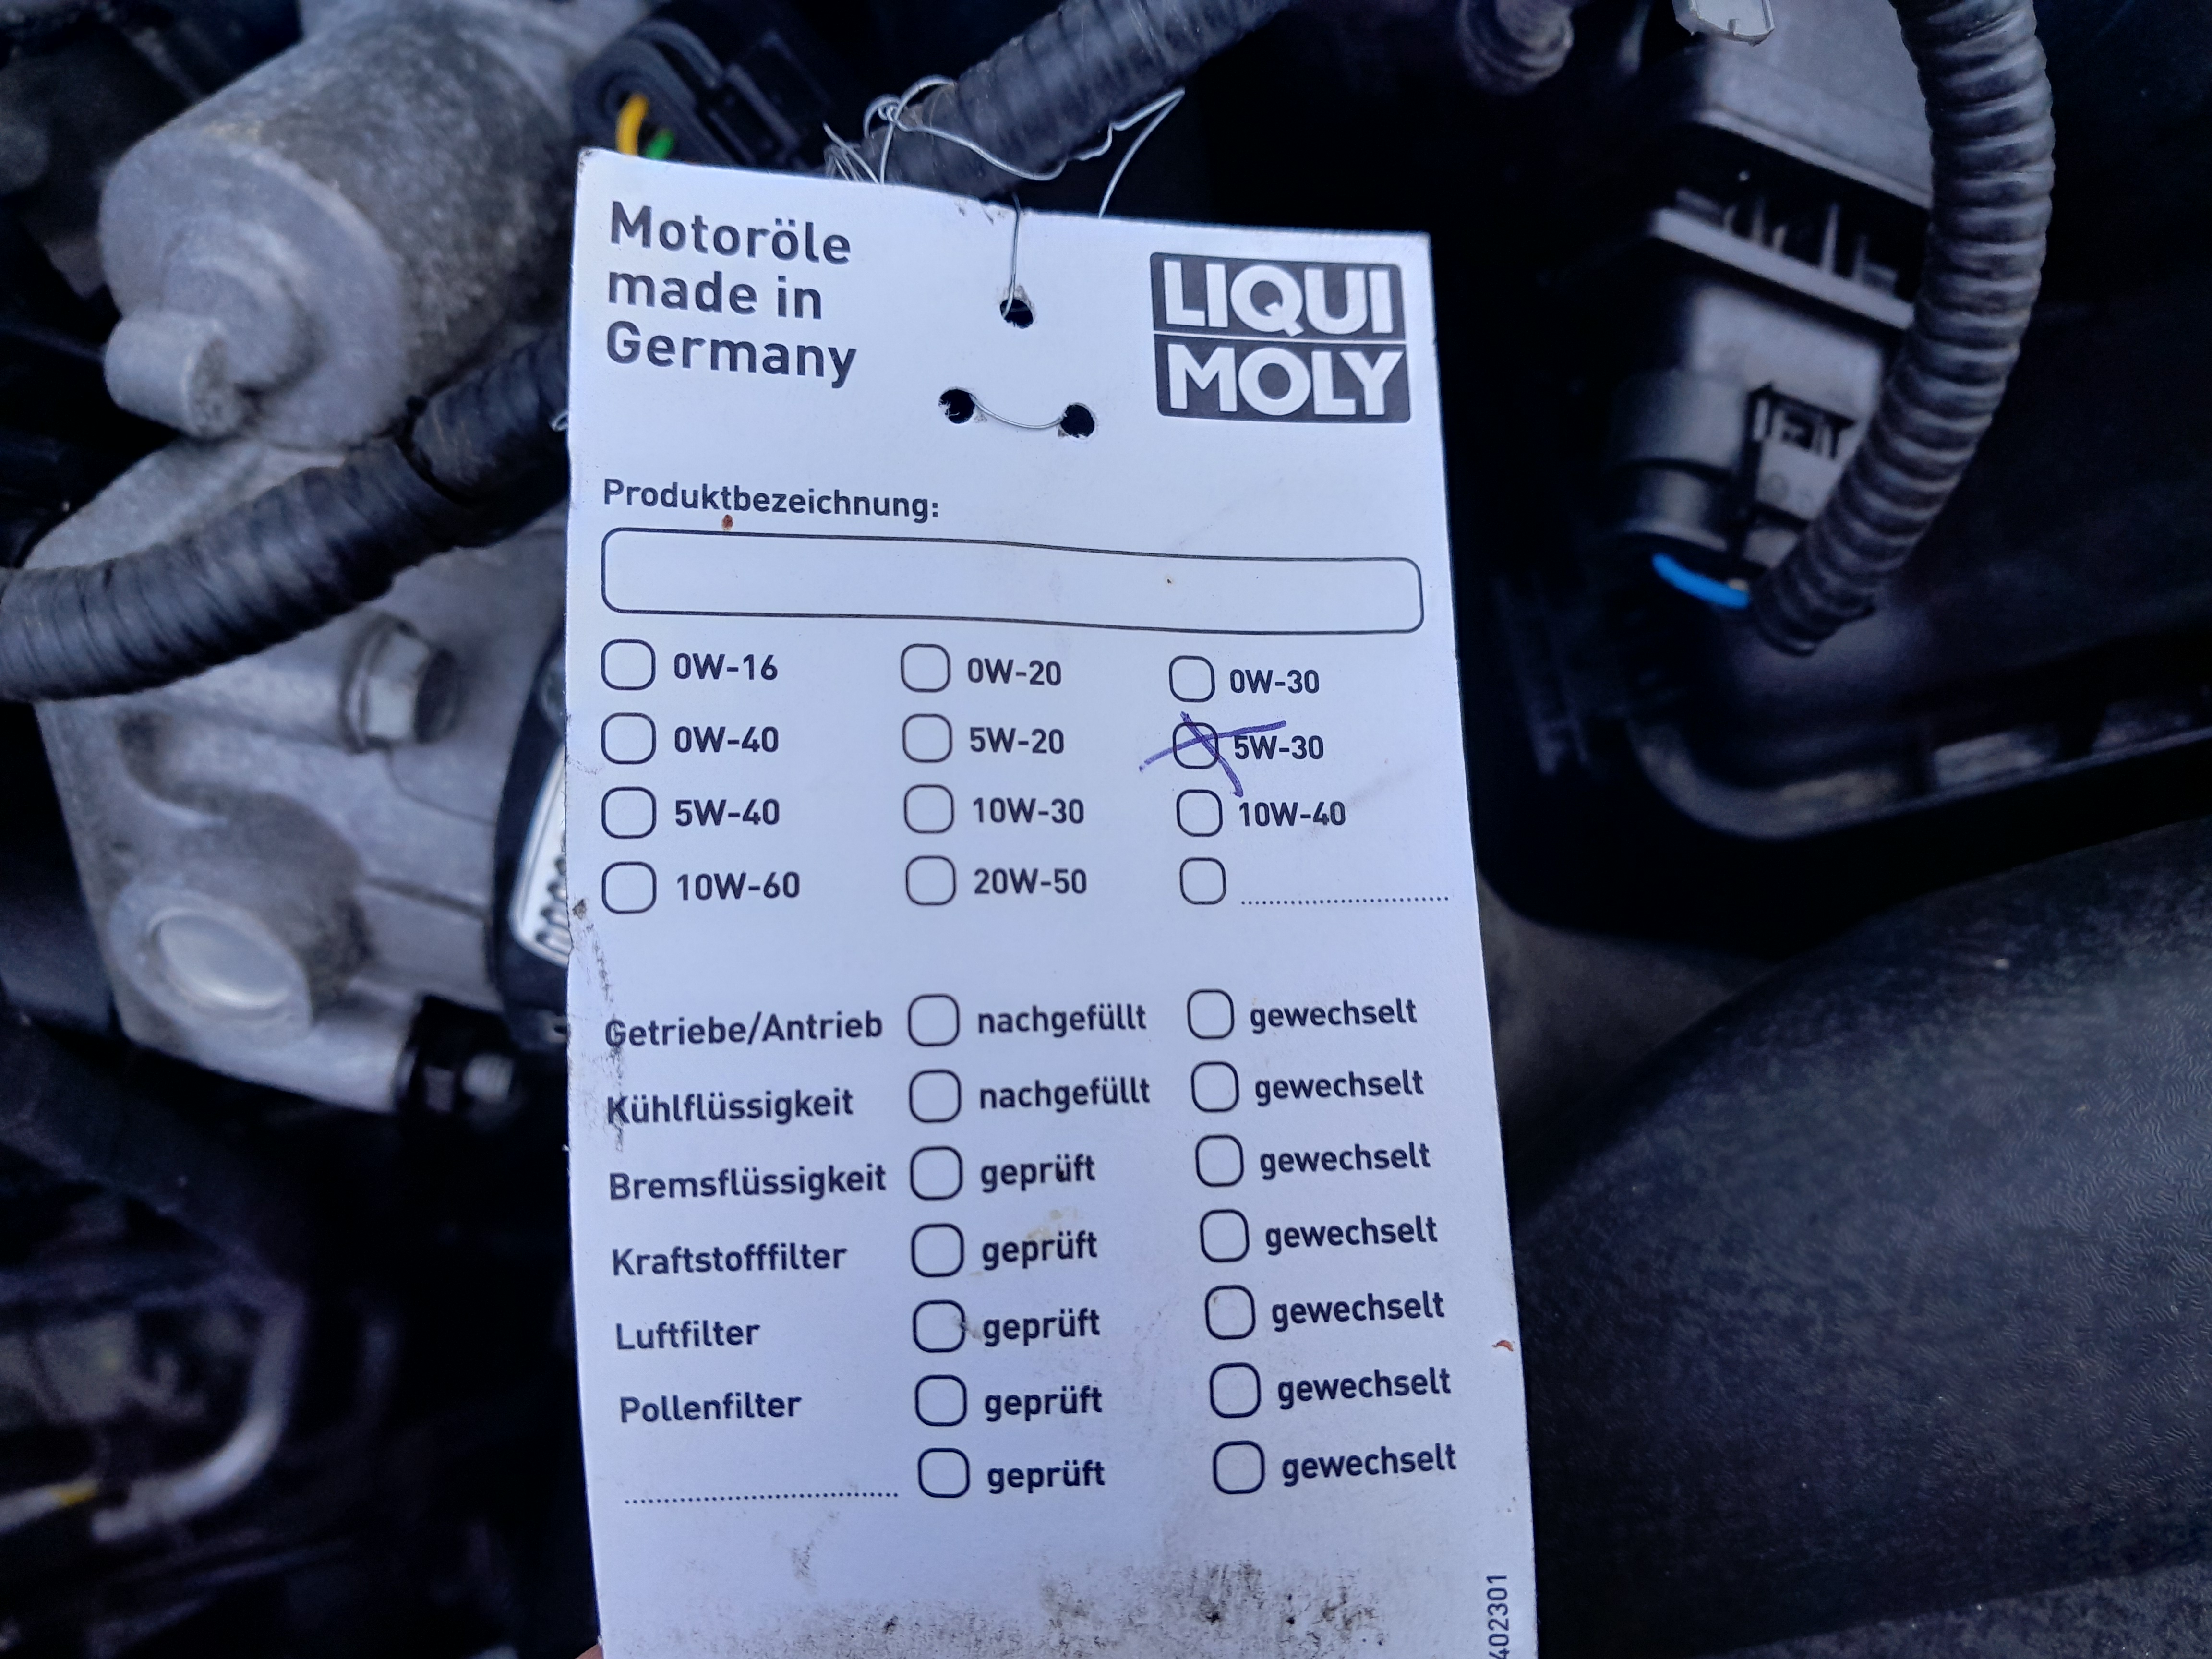 Motoröle
made in
Germany
LIQUI
MOLY
Produktbezeichnung:
0W-16 0W-20 0W-30
0W-40 5W-20 5W-30
5W-40 10W-30 10W-40
10W-60 20W-50
Getriebe/Antrieb nachgefüllt gewechselt
Kühlflüssigkeit nachgefüllt gewechselt
Bremsflüssigkeit geprüft gewechselt
Kraftstofffilter geprüft gewechselt
Luftfilter geprüft gewechselt
Pollenfilter geprüft gewechselt
geprüft gewechselt
402301